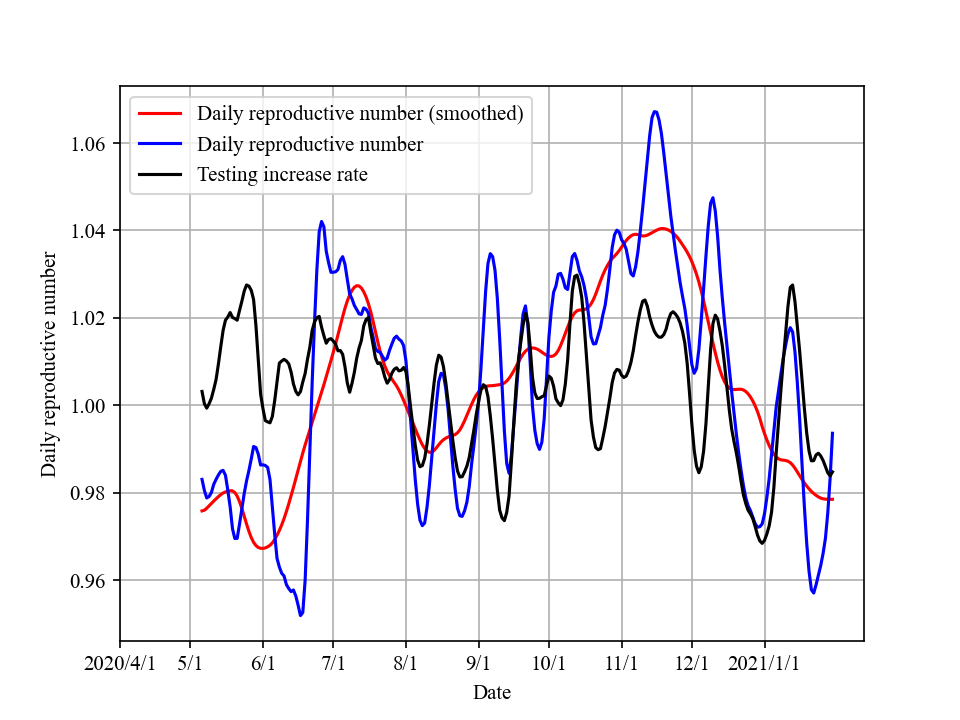 Daily reproductive number (smoothed)
Daily reproductive number
Testing increase rate
Daily reproductive number
1.06
1.04
1.02
1.00
0.98
0.96
2020/4/1 5/1 6/1 7/1 8/1 9/1 10/1 11/1 12/1 2021/1/1
Date